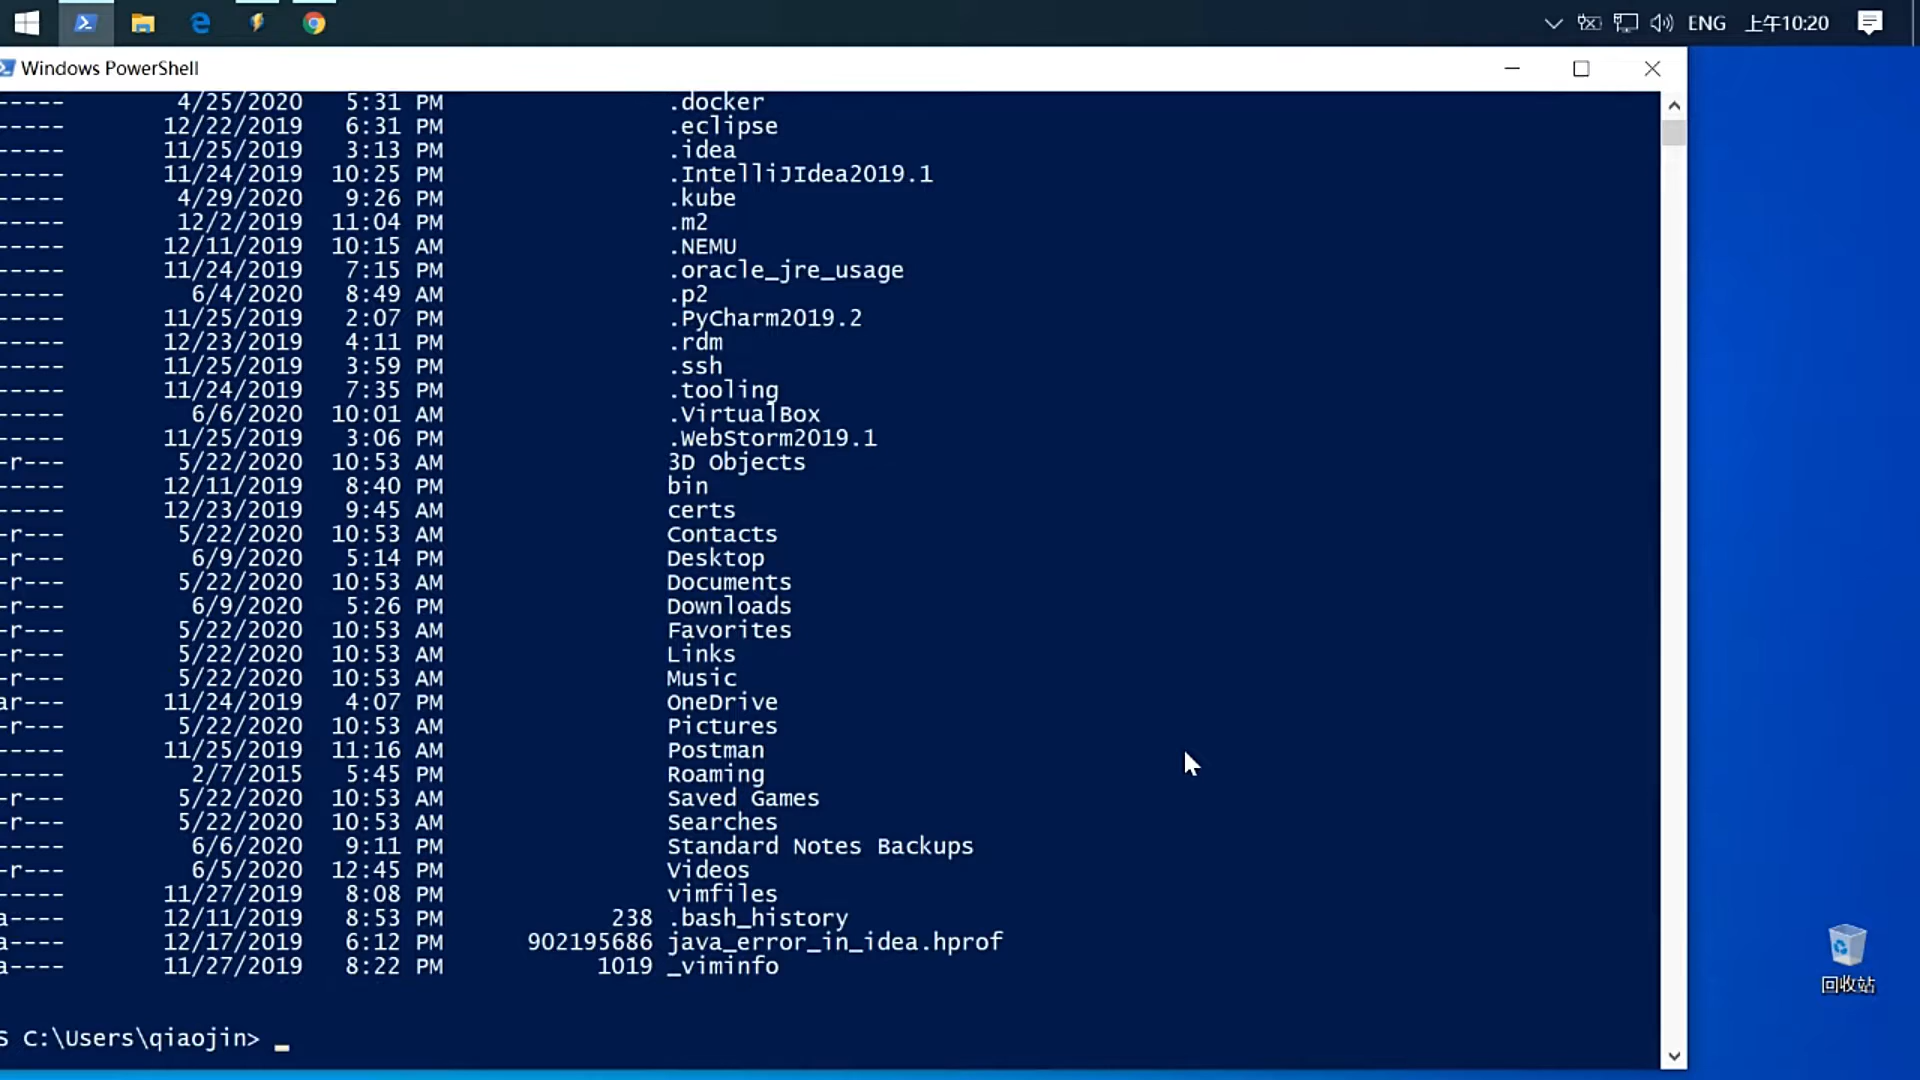 ENG 上午10:20
Windows PowerShell
----- 4/25/2020 5:31 PM .docker
----- 12/22/2019 6:31 PM .eclipse
----- 11/25/2019 3:13 PM .idea
----- 11/24/2019 10:25 PM .IntelliJIdea2019.1
----- 4/29/2020 9:26 PM .kube
----- 12/2/2019 11:04 PM .m2
----- 12/11/2019 10:15 AM .NEMU
----- 11/24/2019 7:15 PM .oracle_jre_usage
----- 6/4/2020 8:49 AM .p2
----- 11/25/2019 2:07 PM .PyCharm2019.2
----- 12/23/2019 4:11 PM .rdm
----- 11/25/2019 3:59 PM .ssh
----- 11/24/2019 7:35 PM .tooling
----- 6/6/2020 10:01 AM .VirtualBox
----- 11/25/2019 3:06 PM .WebStorm2019.1
-r--- 5/22/2020 10:53 AM 3D Objects
----- 12/11/2019 8:40 PM bin
----- 12/23/2019 9:45 AM certs
-r--- 5/22/2020 10:53 AM Contacts
-r--- 6/9/2020 5:14 PM Desktop
-r--- 5/22/2020 10:53 AM Documents
-r--- 6/9/2020 5:26 PM Downloads
-r--- 5/22/2020 10:53 AM Favorites
-r--- 5/22/2020 10:53 AM Links
-r--- 5/22/2020 10:53 AM Music
ar--- 11/24/2019 4:07 PM OneDrive
-r--- 5/22/2020 10:53 AM Pictures
----- 11/25/2019 11:16 AM Postman
----- 2/7/2015 5:45 PM Roaming
-r--- 5/22/2020 10:53 AM Saved Games
-r--- 5/22/2020 10:53 AM Searches
----- 6/6/2020 9:11 PM Standard Notes Backups
-r--- 6/5/2020 12:45 PM Videos
----- 11/27/2019 8:08 PM vimfiles
a---- 12/11/2019 8:53 PM 238 .bash_history
a---- 12/17/2019 6:12 PM 902195686 java_error_in_idea.hprof
a---- 11/27/2019 8:22 PM 1019 _viminfo
S C:\Users\qiaojin> _
回收站